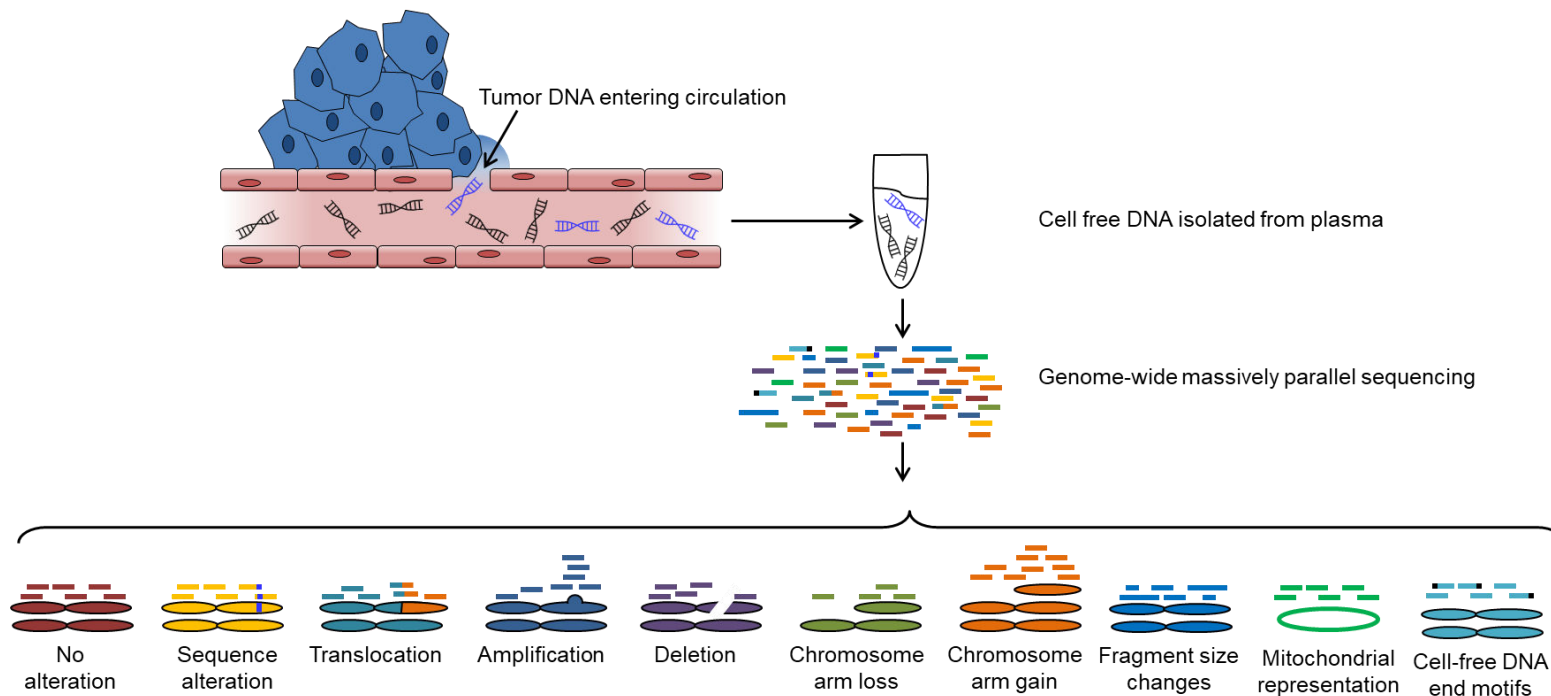 Tumor DNA entering circulation
Cell free DNA isolated from plasma
Genome-wide massively parallel sequencing
No
alteration
Sequence
alteration
Translocation
Amplification
Deletion
Chromosome
arm loss
Chromosome
arm gain
Fragment size
changes
Mitochondrial
representation
Cell-free DNA
end motifs